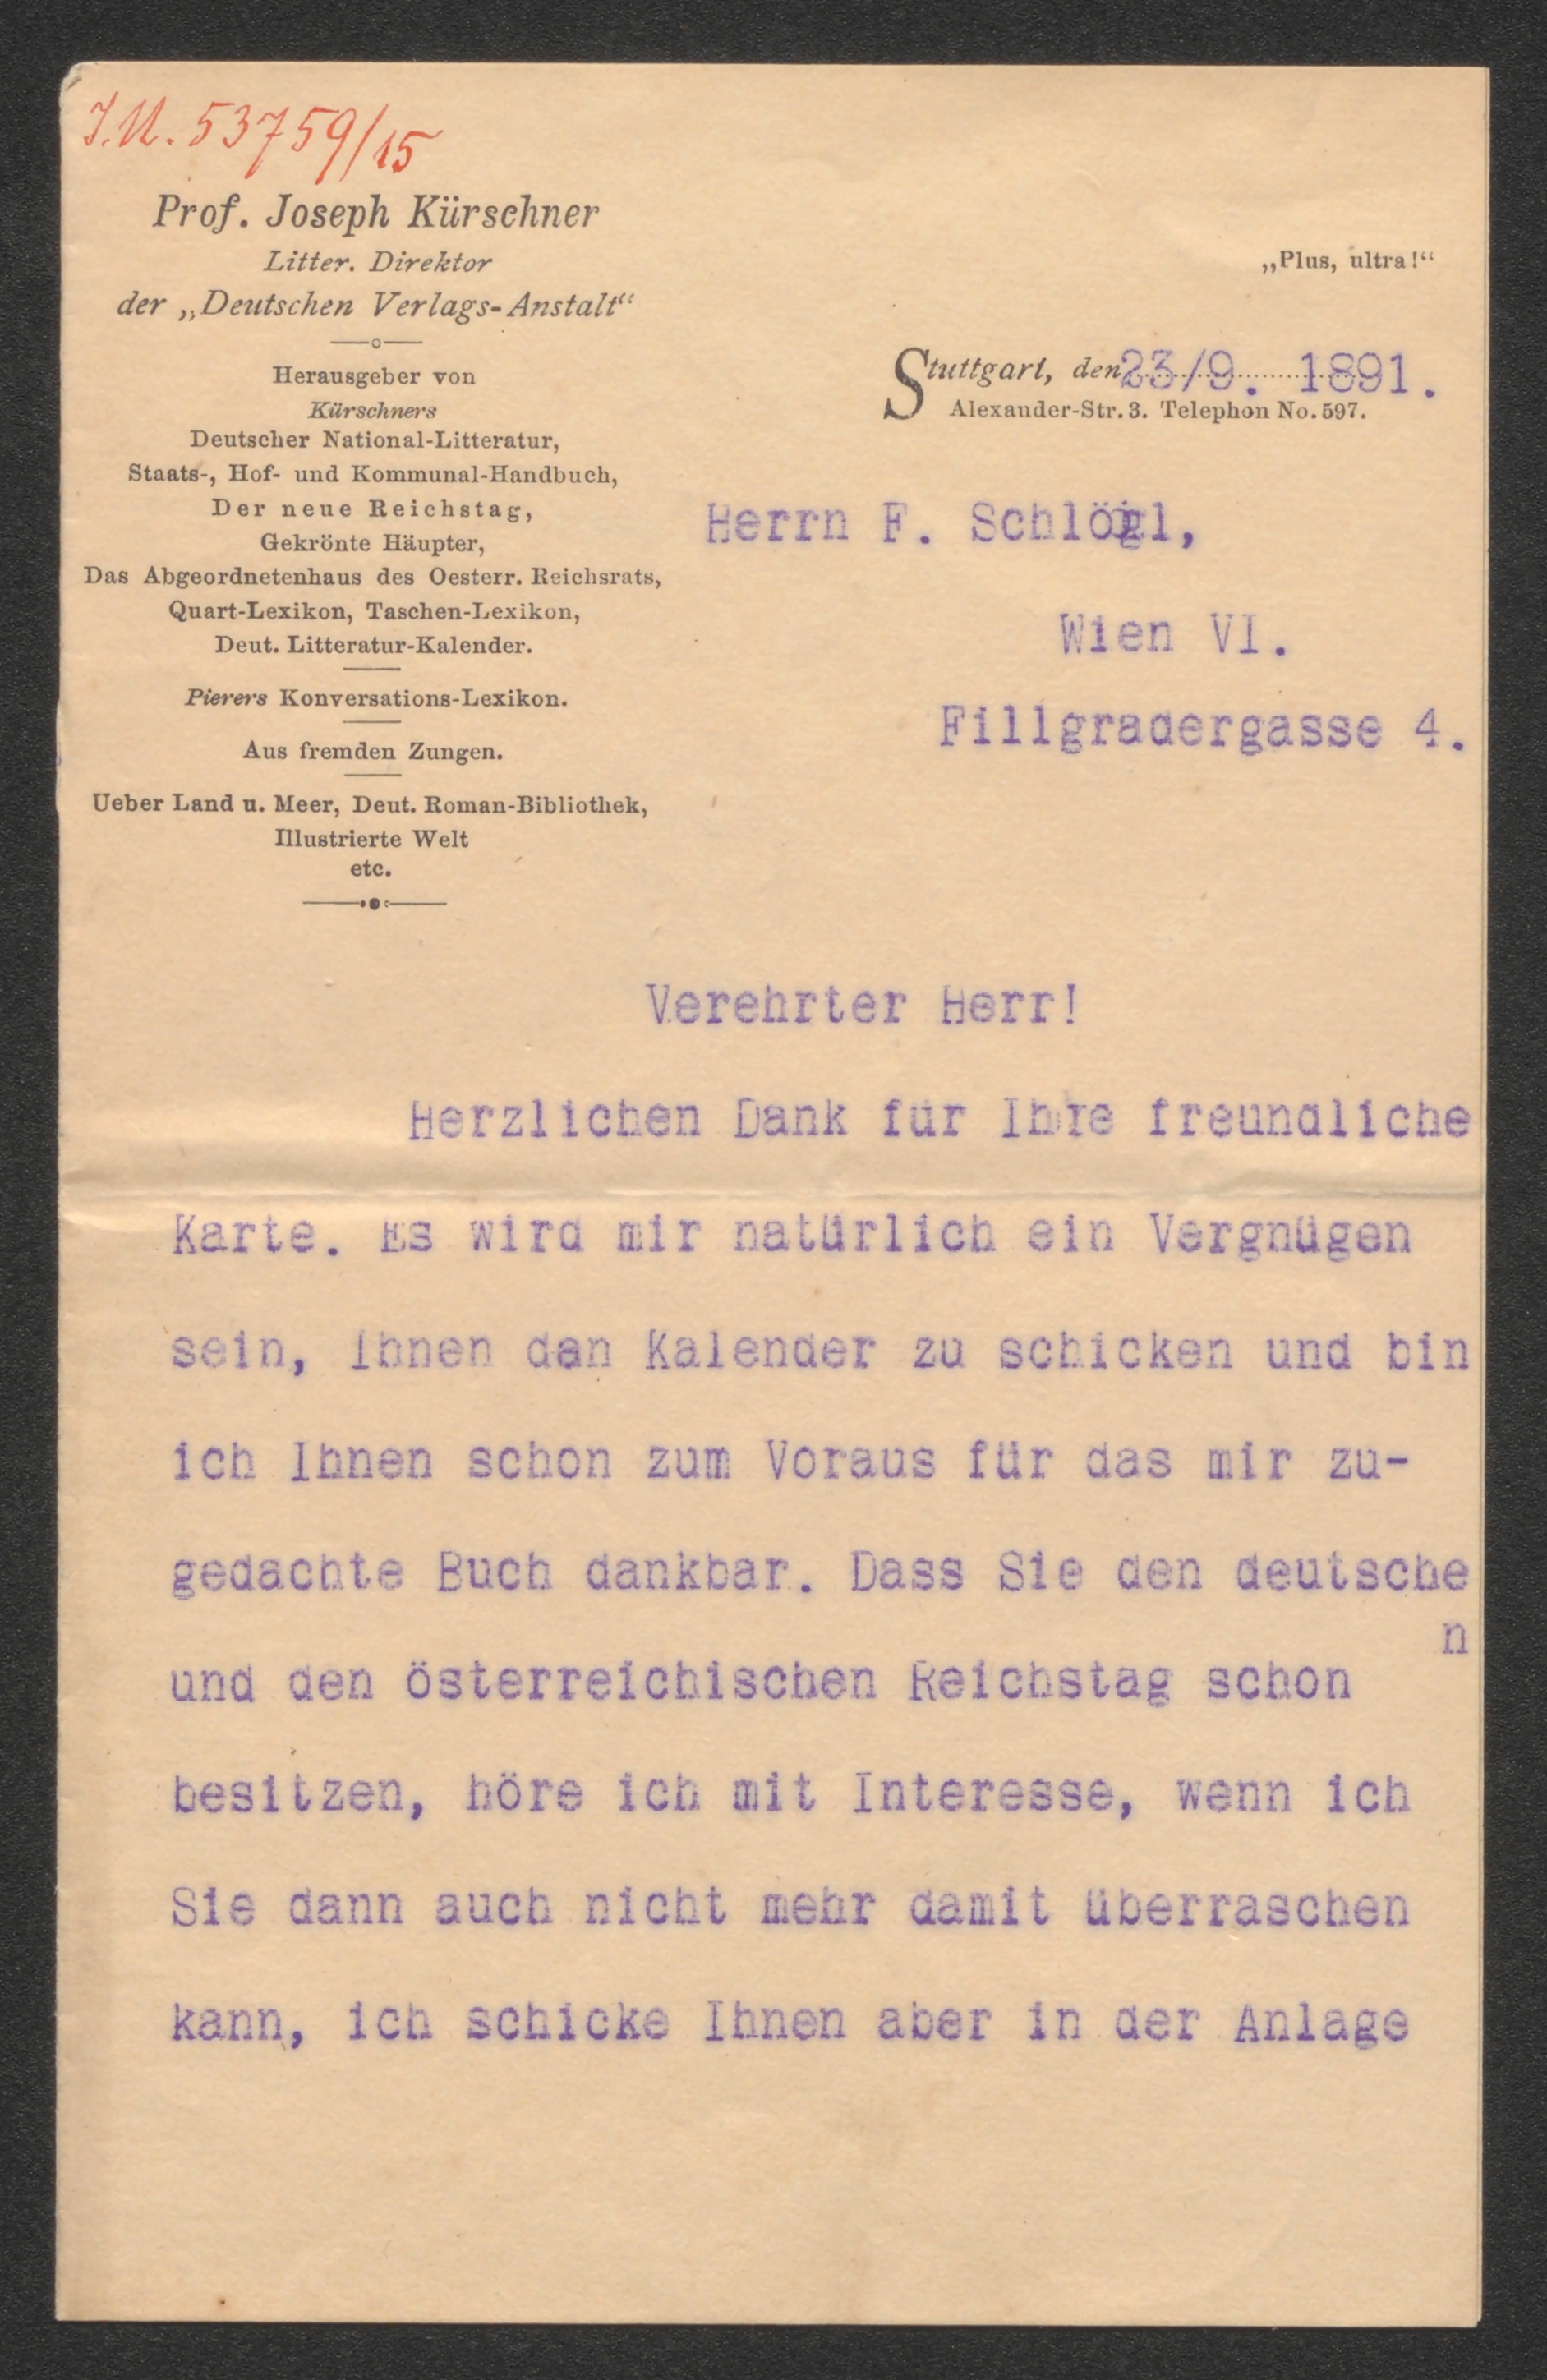 J.N. 53759/15
Prof. Joseph Kürschner
Litter. Direktor
der „Deutschen Verlags-Anstalt“
Herausgeber von
Kürschners
Deutscher National-Litteratur,
Staats-, Hof- und Kommunal-Handbuch,
Der neue Reichstag,
Gekrönte Häupter,
Das Abgeordnetenhaus des Oesterr. Reichsrats,
Quart-Lexikon, Taschen-Lexikon,
Deut. Litteratur-Kalender.
Pierers Konversations-Lexikon.
Aus fremden Zungen.
Ueber Land u. Meer, Deut. Roman-Bibliothek,
Illustrierte Welt
etc.
„Plus, ultra!“
Stuttgart, den 23/9. 1891.
Alexander-Str. 3. Telephon No. 597.
Herrn F. Schlögl,
Wien VI.
Fillgradergasse 4.
Verehrter Herr!
Herzlichen Dank für Ihre freundliche
Karte. Es wird mir natürlich ein Vergnügen
sein, Ihnen den Kalender zu schicken und bin
ich Ihnen schon zum Voraus für das mir zu-
gedachte Buch dankbar. Dass Sie den deutsche
n
und den österreichischen Reichstag schon
besitzen, höre ich mit Interesse, wenn ich
Sie dann auch nicht mehr damit überraschen
kann, ich schicke Ihnen aber in der Anlage